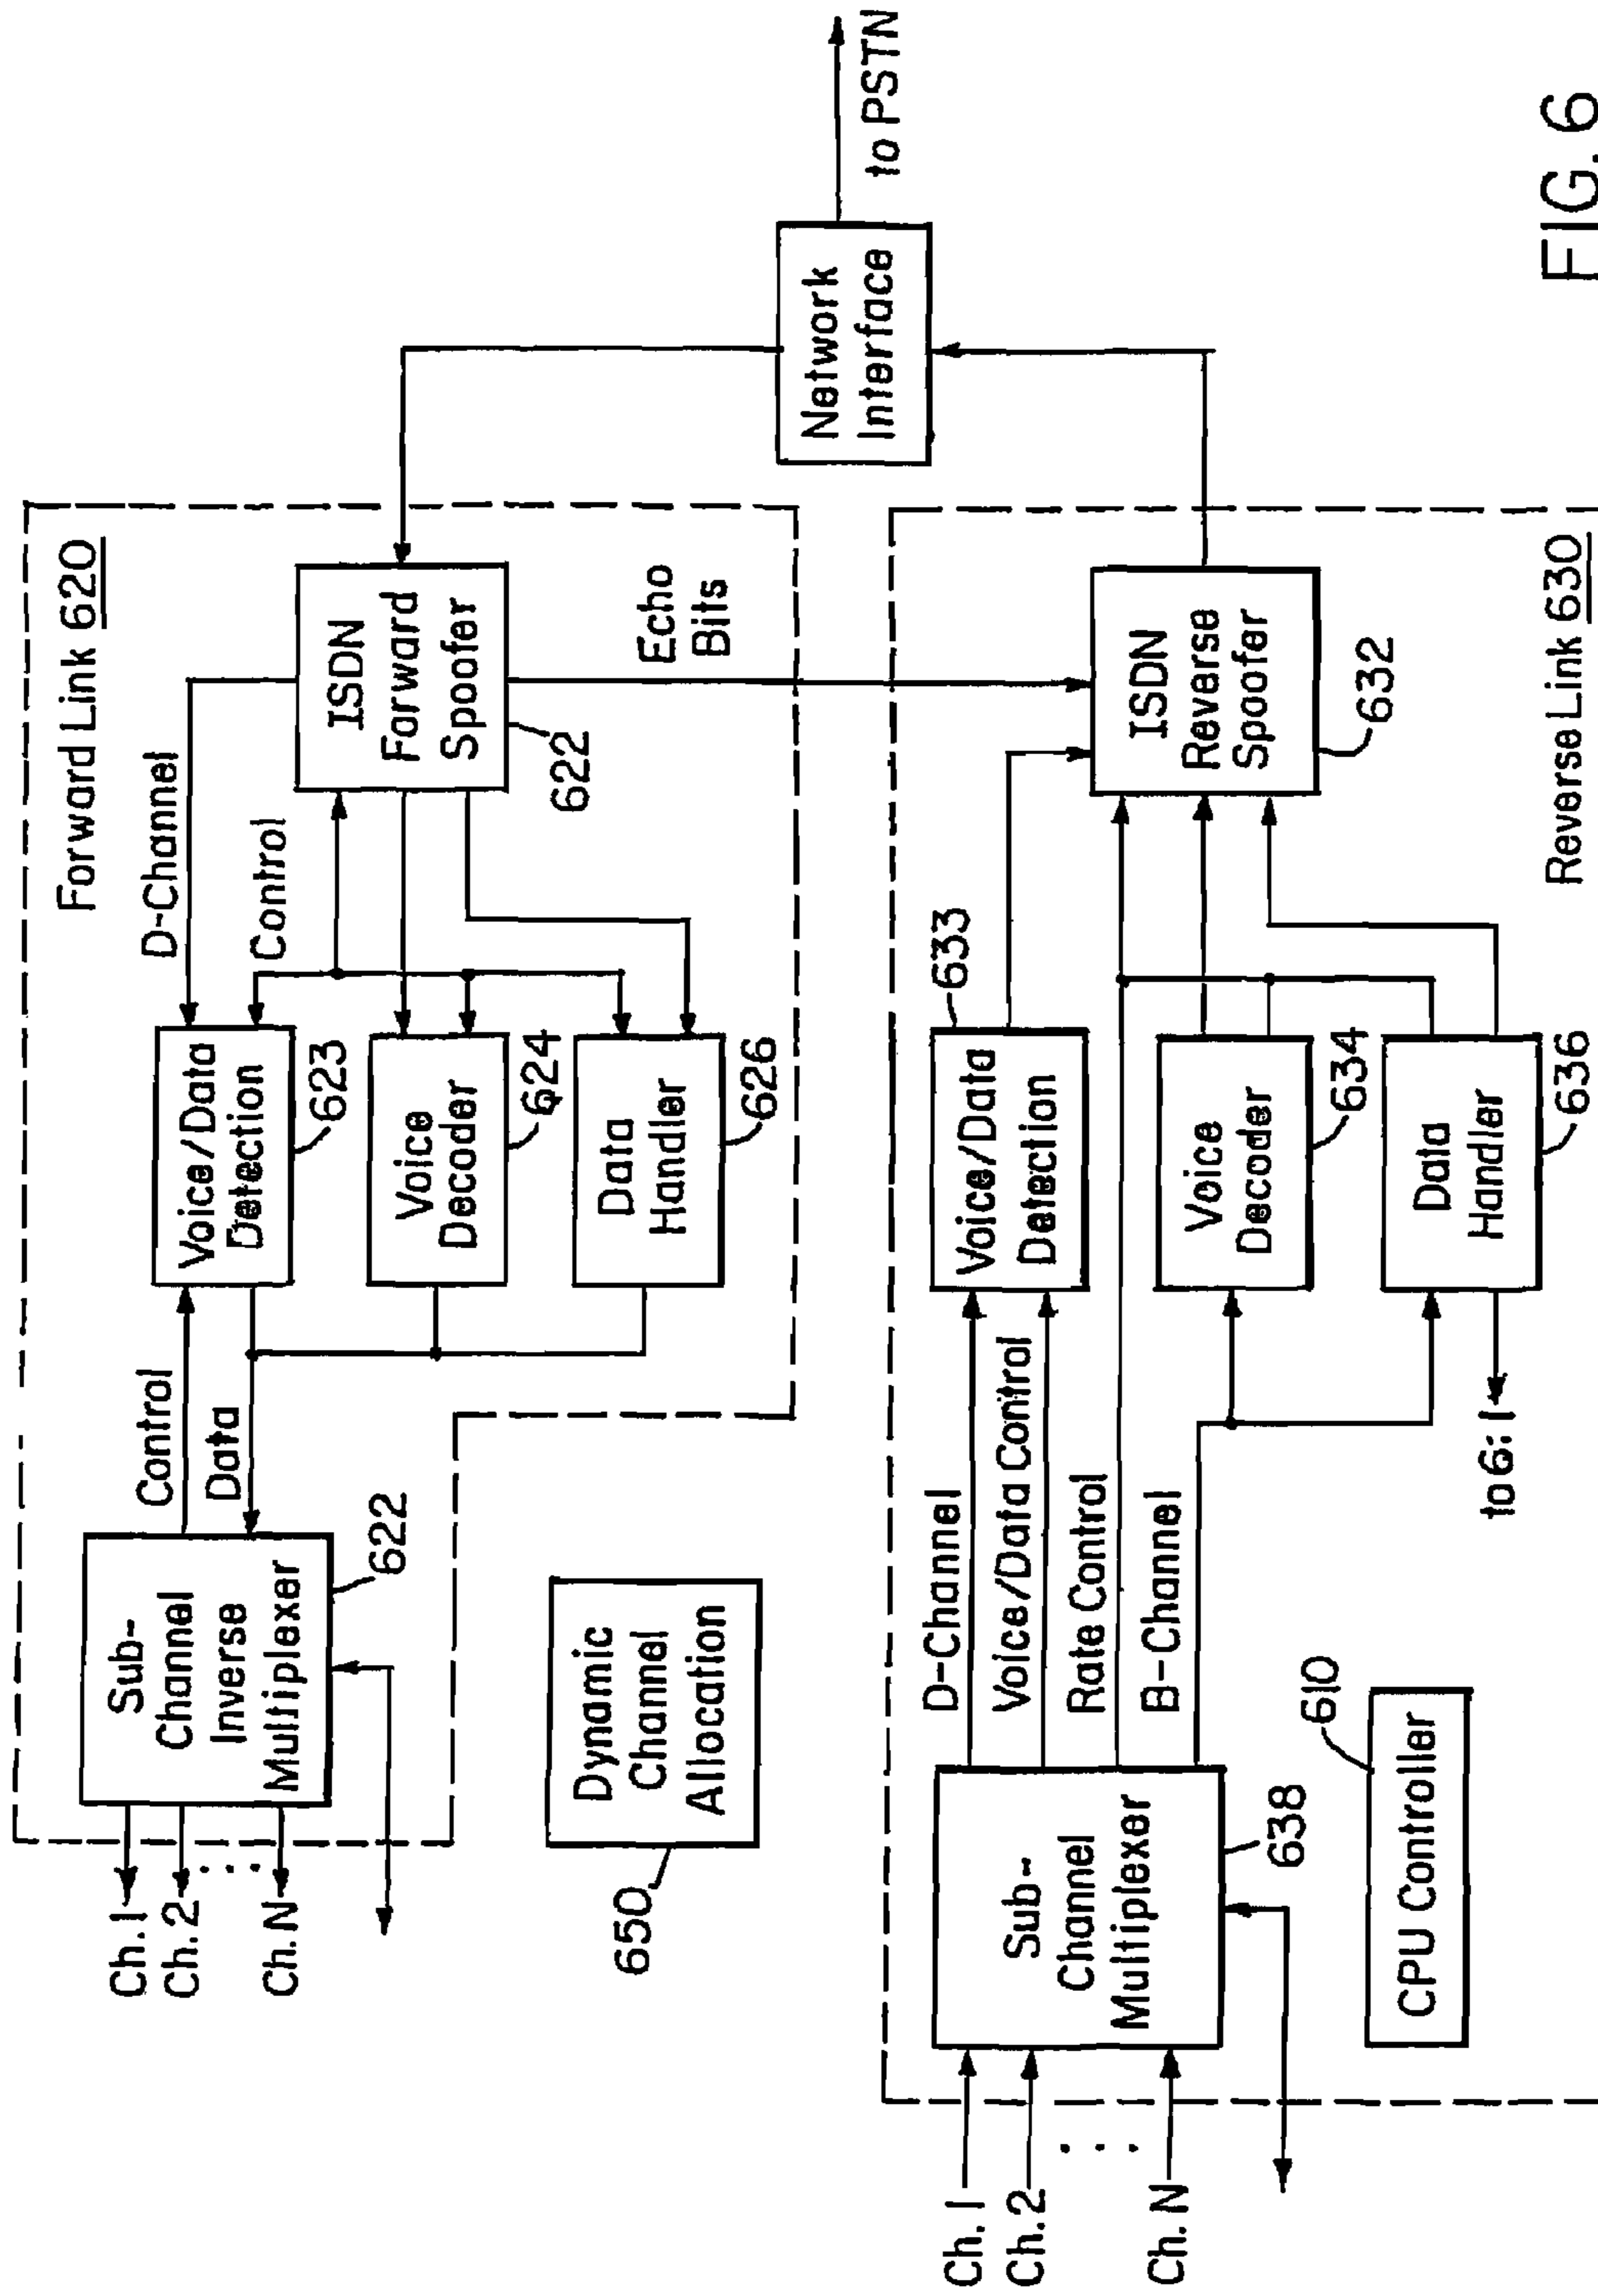 Forward Link 620
Ch. 1
Ch. 2
...
Ch. N
Sub-
Channel
Inverse
Multiplexer
622
Control
Data
Voice/Data
Detection
623
Voice
Decoder
624
Data
Handler
626
D-Channel
Control
ISDN
Forward
Spoofer
622
Echo
Bits
Network
Interface
to PSTN
650
Dynamic
Channel
Allocation
Ch. 1
Ch. 2
...
Ch. N
Sub-
Channel
Multiplexer
638
D-Channel
Voice/Data Control
Rate Control
B-Channel
Voice/Data
Detection
633
Voice
Decoder
634
Data
Handler
636
to 6:1
ISDN
Reverse
Spoofer
632
610
CPU Controller
Reverse Link 630
FIG. 6